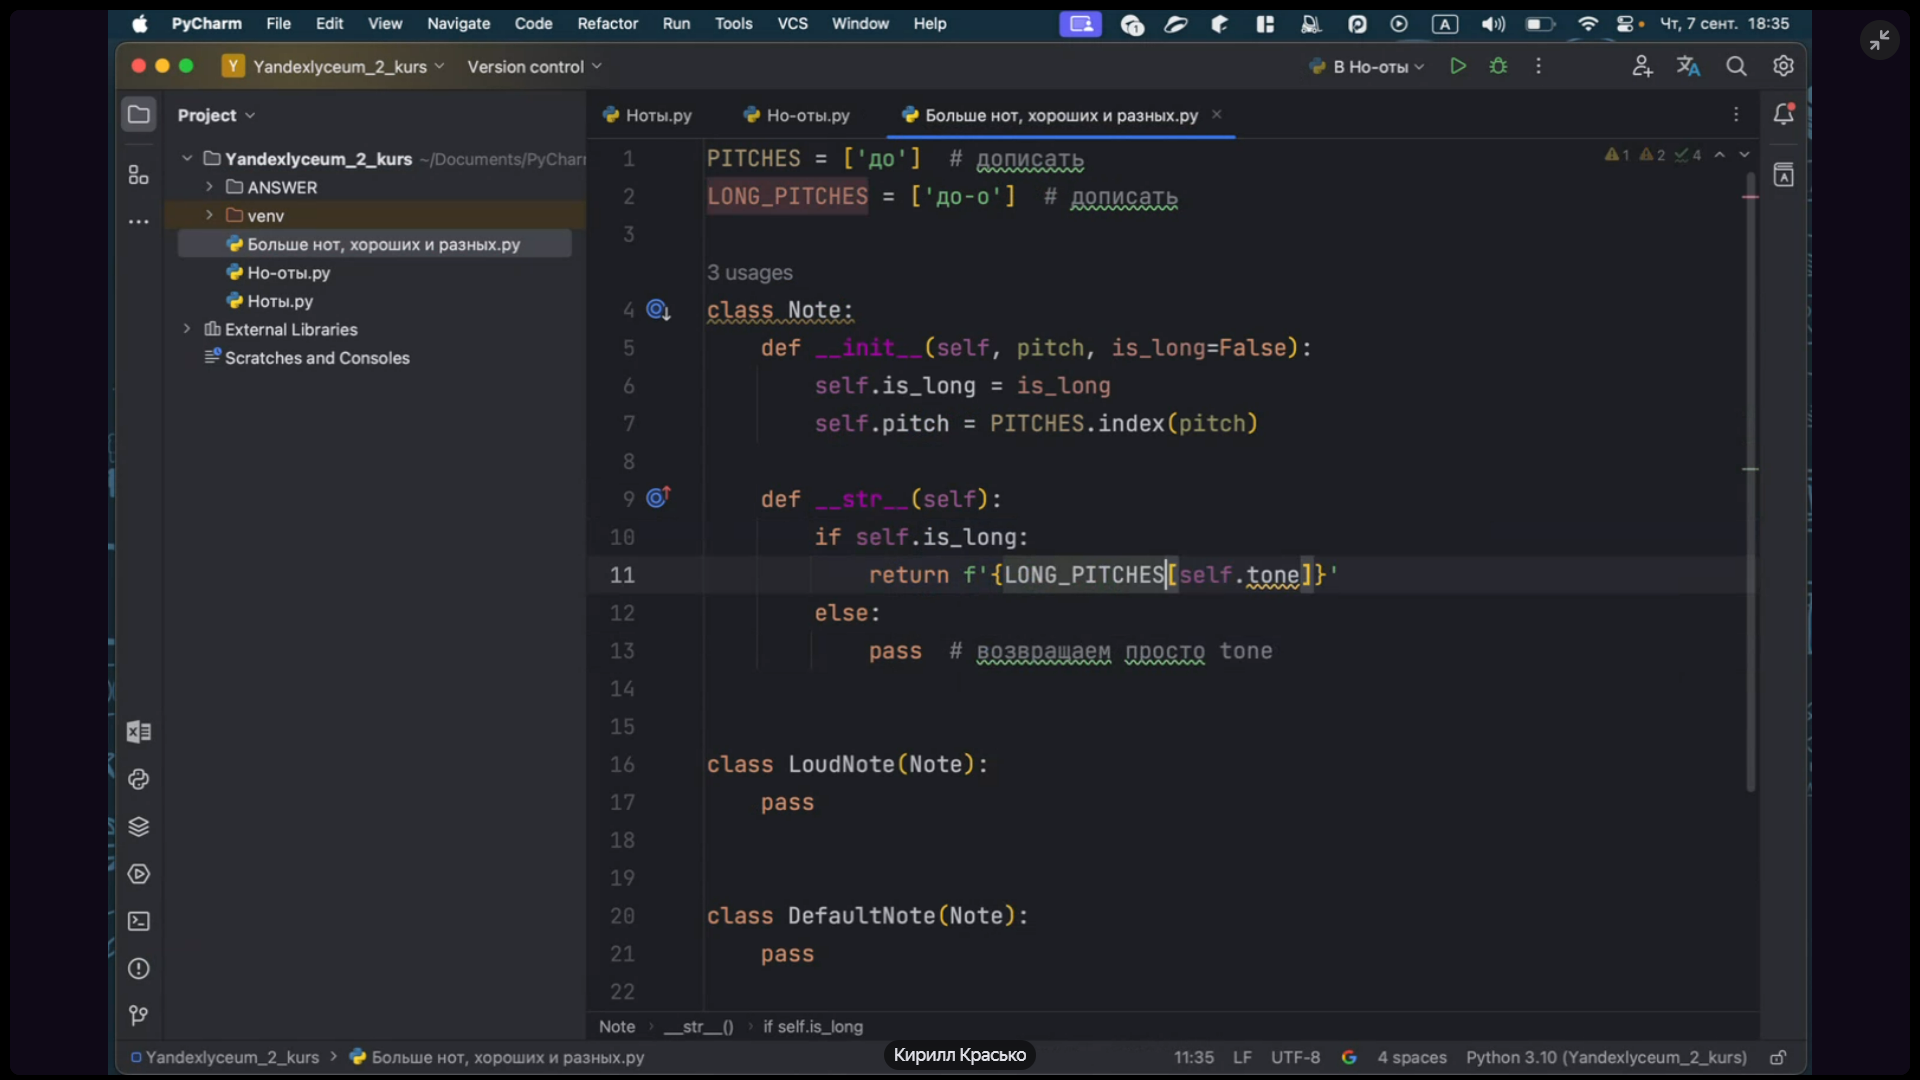 PyCharm File Edit View Navigate Code Refactor Run Tools VCS Window Help 1 A Чт, 7 сент. 18:35
Y Yandexlyceum_2_kurs Version control В Но-оты
Project
Ноты.py Но-оты.py Больше нот, хороших и разных.py
Yandexlyceum_2_kurs ~/Documents/PyChar
ANSWER
venv
Больше нот, хороших и разных.py
Но-оты.py
Ноты.py
External Libraries
Scratches and Consoles
1 PITCHES = ['до'] # дописать
1 2 4
2 LONG_PITCHES = ['до-о'] # дописать
3
3 usages
4 class Note:
5 def __init__(self, pitch, is_long=False):
6 self.is_long = is_long
7 self.pitch = PITCHES.index(pitch)
8
9 def __str__(self):
10 if self.is_long:
11 return f'{LONG_PITCHES[self.tone]}'
12 else:
13 pass # возвращаем просто tone
14
15
16 class LoudNote(Note):
17 pass
18
19
20 class DefaultNote(Note):
21 pass
22
Note __str__() if self.is_long
Yandexlyceum_2_kurs Больше нот, хороших и разных.py
Кирилл Красько
11:35 LF UTF-8 G 4 spaces Python 3.10 (Yandexlyceum_2_kurs)